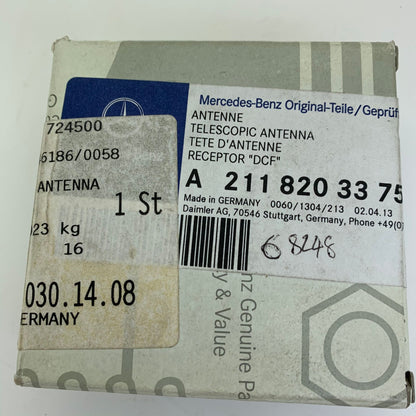 Mercedes-Benz Original-Teile/Geprüf
ANTENNE
TELESCOPIC ANTENNA
TETE D'ANTENNE
RECEPTOR "DCF"
A 211 820 33 75
Made in GERMANY 0060/1304/213 02.04.13
Daimler AG, 70546 Stuttgart, Germany, Phone +49(0)
68248
724500
6186/0058
ANTENNA
1 St
23 kg
16
030.14.08
ERMANY
nz Genuine Pa
y & Value